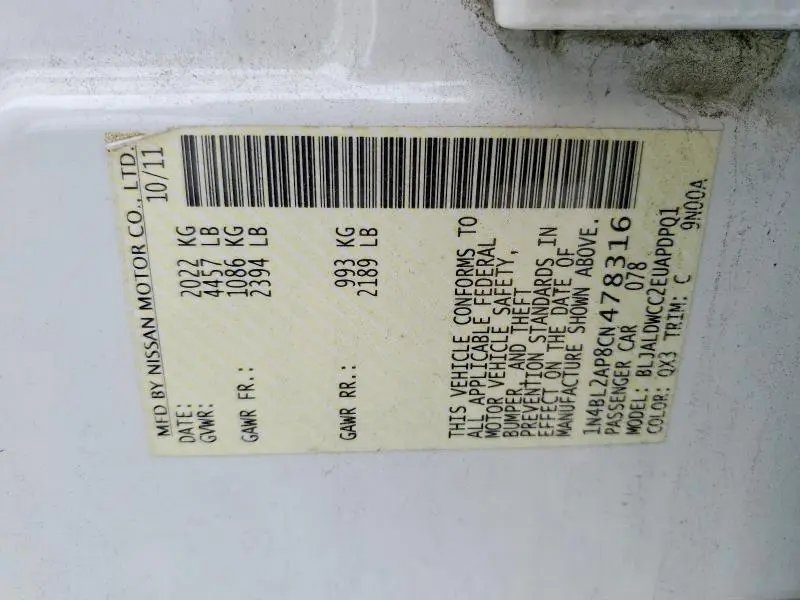 MFD BY NISSAN MOTOR CO., LTD.
DATE: 10/11
GVWR: 2022 KG
4457 LB
GAWR FR.: 1086 KG
2394 LB
GAWR RR.: 993 KG
2189 LB
THIS VEHICLE CONFORMS TO
ALL APPLICABLE FEDERAL
MOTOR VEHICLE SAFETY,
BUMPER, AND THEFT
PREVENTION STANDARDS IN
EFFECT ON THE DATE OF
MANUFACTURE SHOWN ABOVE.
1N4BL2AP8CN478316
PASSENGER CAR 078
MODEL: BLJALDWCC2EUAPDPQ1
COLOR: QX3 TRIM: C 9N00A